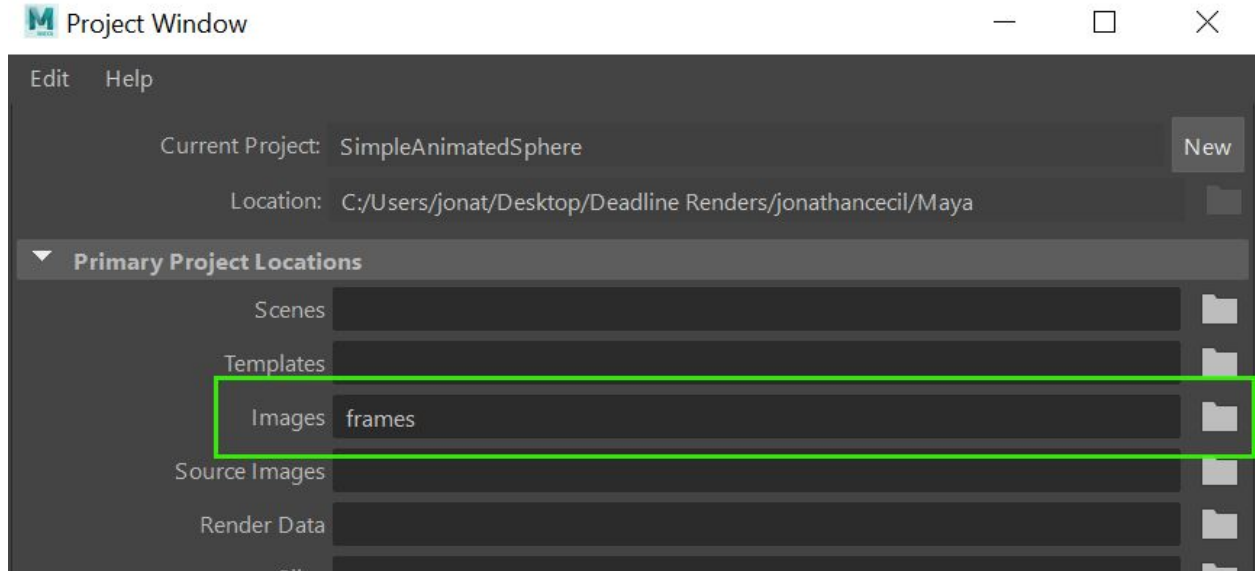 Project Window
Edit Help
Current Project: SimpleAnimatedSphere New
Location: C:/Users/jonat/Desktop/Deadline Renders/jonathancecil/Maya
Primary Project Locations
Scenes
Templates
Images frames
Source Images
Render Data